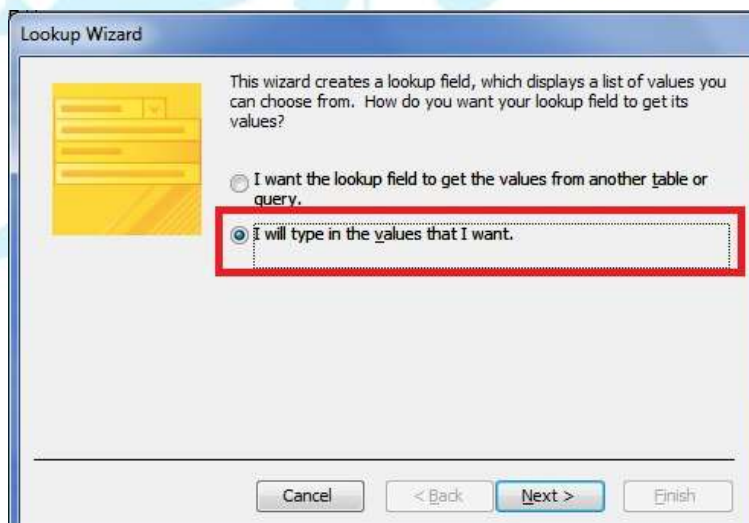 Lookup Wizard
This wizard creates a lookup field, which displays a list of values you
can choose from. How do you want your lookup field to get its
values?
I want the lookup field to get the values from another table or
query.
I will type in the values that I want.
Cancel
< Back
Next >
Finish